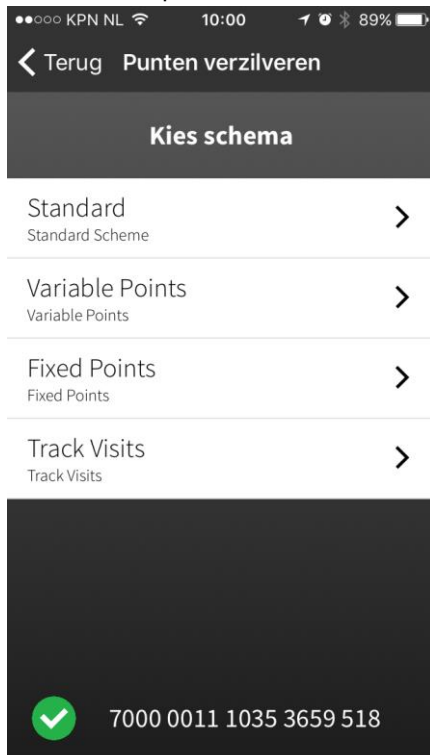 KPN NL 10:00 89%
Terug Punten verzilveren
Kies schema
Standard
Standard Scheme
Variable Points
Variable Points
Fixed Points
Fixed Points
Track Visits
Track Visits
7000 0011 1035 3659 518